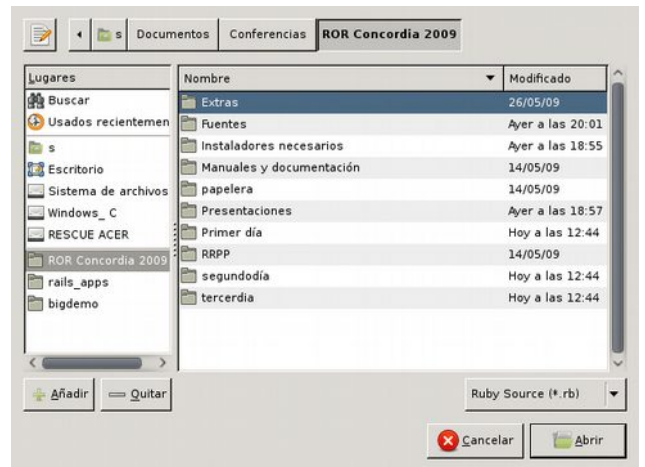 s Documentos Conferencias ROR Concordia 2009
Lugares
Buscar
Usados recientemen
s
Escritorio
Sistema de archivos
Windows_ C
RESCUE ACER
ROR Concordia 2009
rails_apps
bigdemo
Nombre Modificado
Extras 26/05/09
Fuentes Ayer a las 20:01
Instaladores necesarios Ayer a las 18:55
Manuales y documentación 14/05/09
papelera 14/05/09
Presentaciones Ayer a las 18:57
Primer día Hoy a las 12:44
RRPP 14/05/09
segundodía Hoy a las 12:44
tercerdia Hoy a las 12:44
Añadir Quitar Ruby Source (*.rb)
Cancelar Abrir